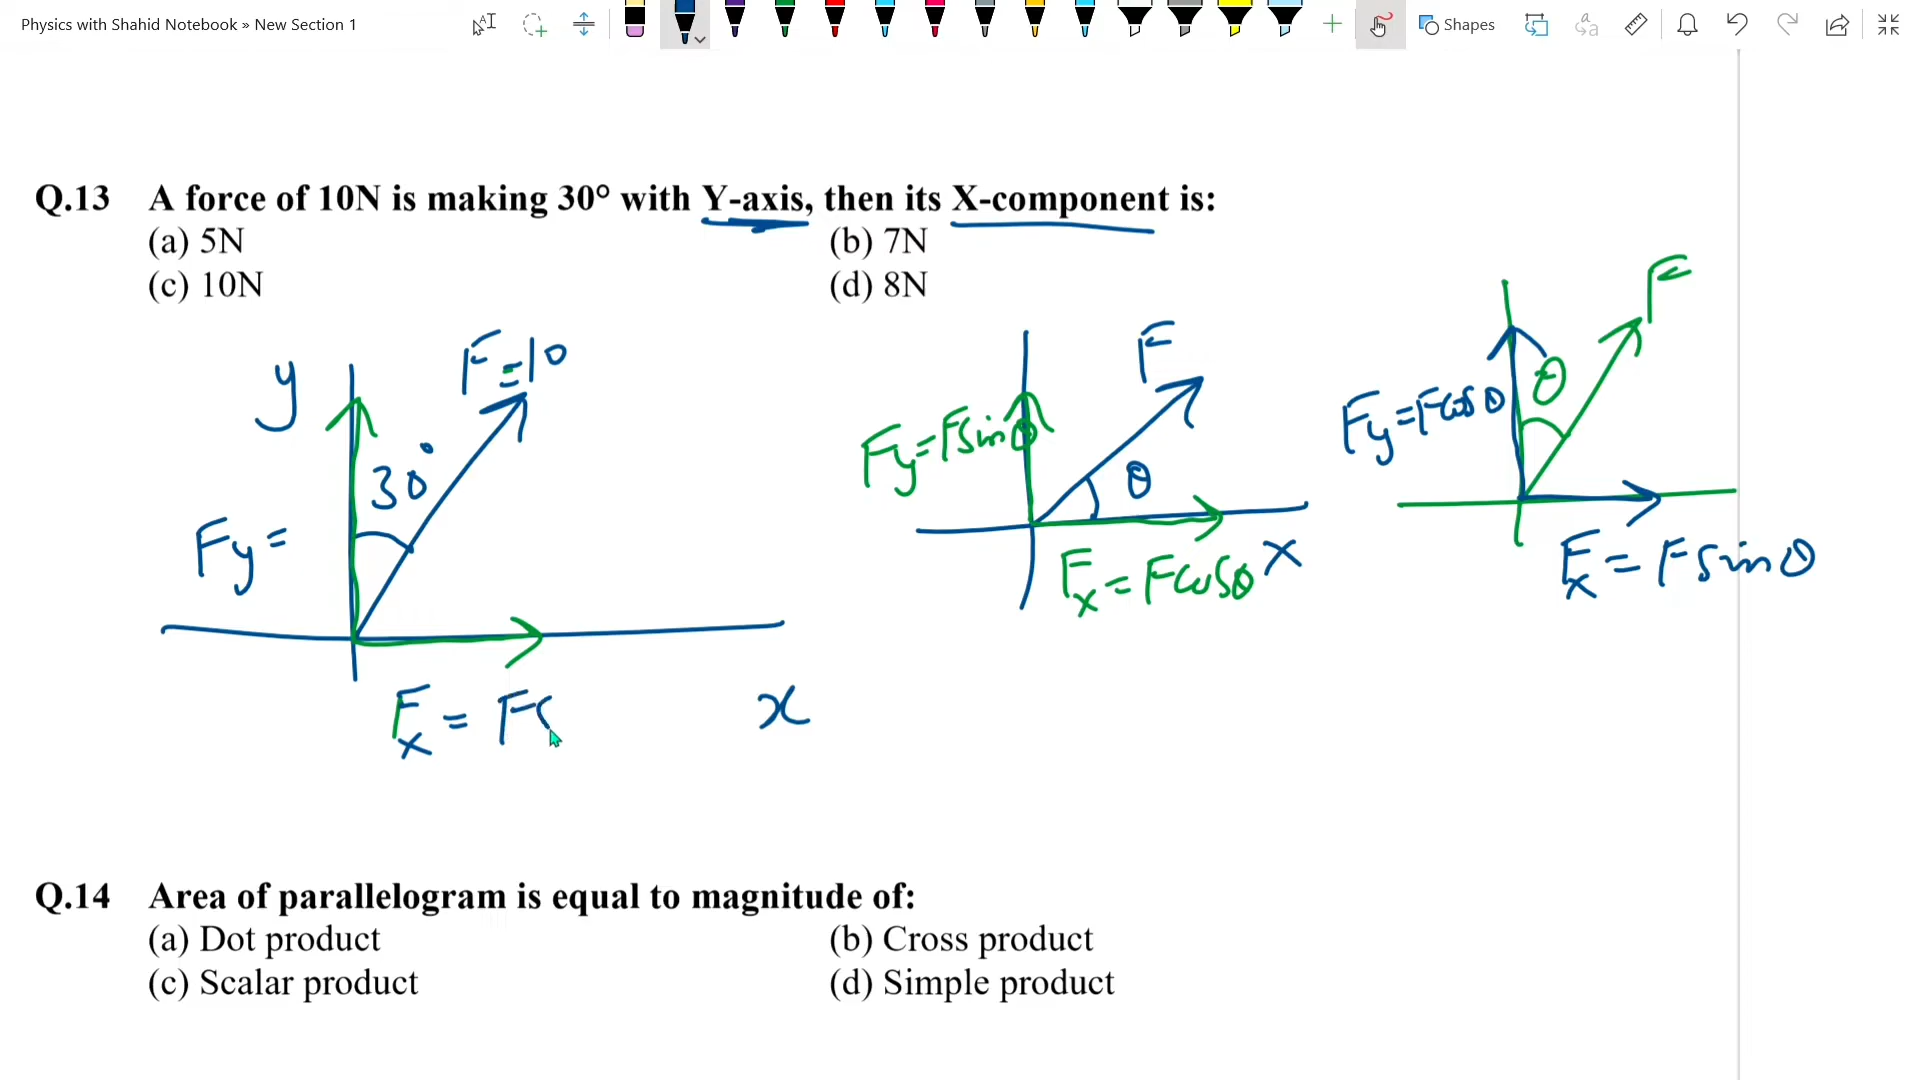 Physics with Shahid Notebook » New Section 1
Shapes
Q.13 A force of 10N is making 30° with Y-axis, then its X-component is:
(a) 5N (b) 7N
(c) 10N (d) 8N
y
F=10
30°
Fy=
Fx = F
x
F
Fy=Fsinθ
θ
Fx=Fcosθ
x
F
θ
Fy=Fcosθ
Fx=Fsinθ
Q.14 Area of parallelogram is equal to magnitude of:
(a) Dot product (b) Cross product
(c) Scalar product (d) Simple product